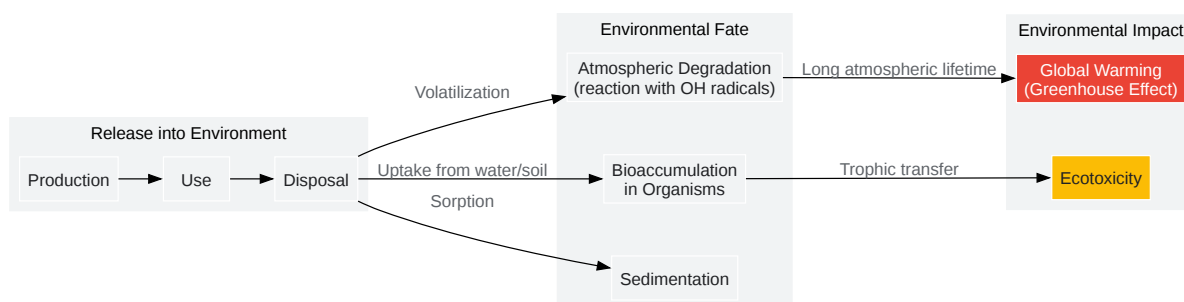 Release into Environment
Production
Use
Disposal
Volatilization
Uptake from water/soil
Sorption
Environmental Fate
Atmospheric Degradation
(reaction with OH radicals)
Bioaccumulation
in Organisms
Sedimentation
Long atmospheric lifetime
Trophic transfer
Environmental Impact
Global Warming
(Greenhouse Effect)
Ecotoxicity